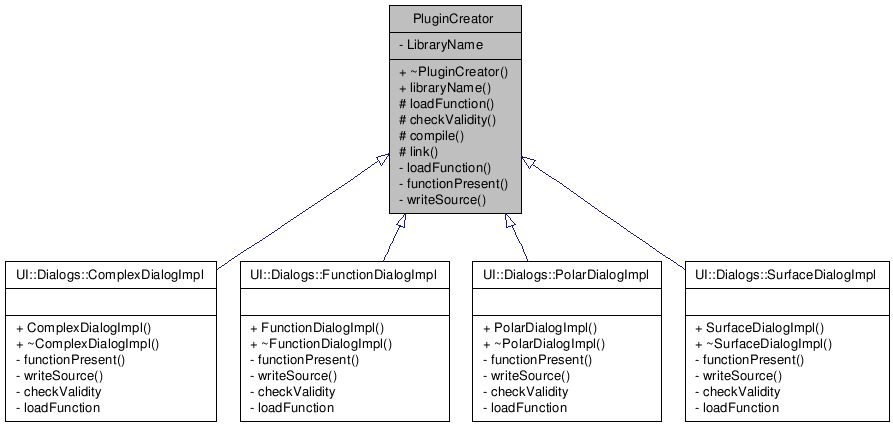 PluginCreator
- LibraryName
+ ~PluginCreator()
+ libraryName()
# loadFunction()
# checkValidity()
# compile()
# link()
- loadFunction()
- functionPresent()
- writeSource()
UI::Dialogs::ComplexDialogImpl
+ ComplexDialogImpl()
+ ~ComplexDialogImpl()
- functionPresent()
- writeSource()
- checkValidity
- loadFunction
UI::Dialogs::FunctionDialogImpl
+ FunctionDialogImpl()
+ ~FunctionDialogImpl()
- functionPresent()
- writeSource()
- checkValidity
- loadFunction
UI::Dialogs::PolarDialogImpl
+ PolarDialogImpl()
+ ~PolarDialogImpl()
- functionPresent()
- writeSource()
- checkValidity
- loadFunction
UI::Dialogs::SurfaceDialogImpl
+ SurfaceDialogImpl()
+ ~SurfaceDialogImpl()
- functionPresent()
- writeSource()
- checkValidity
- loadFunction